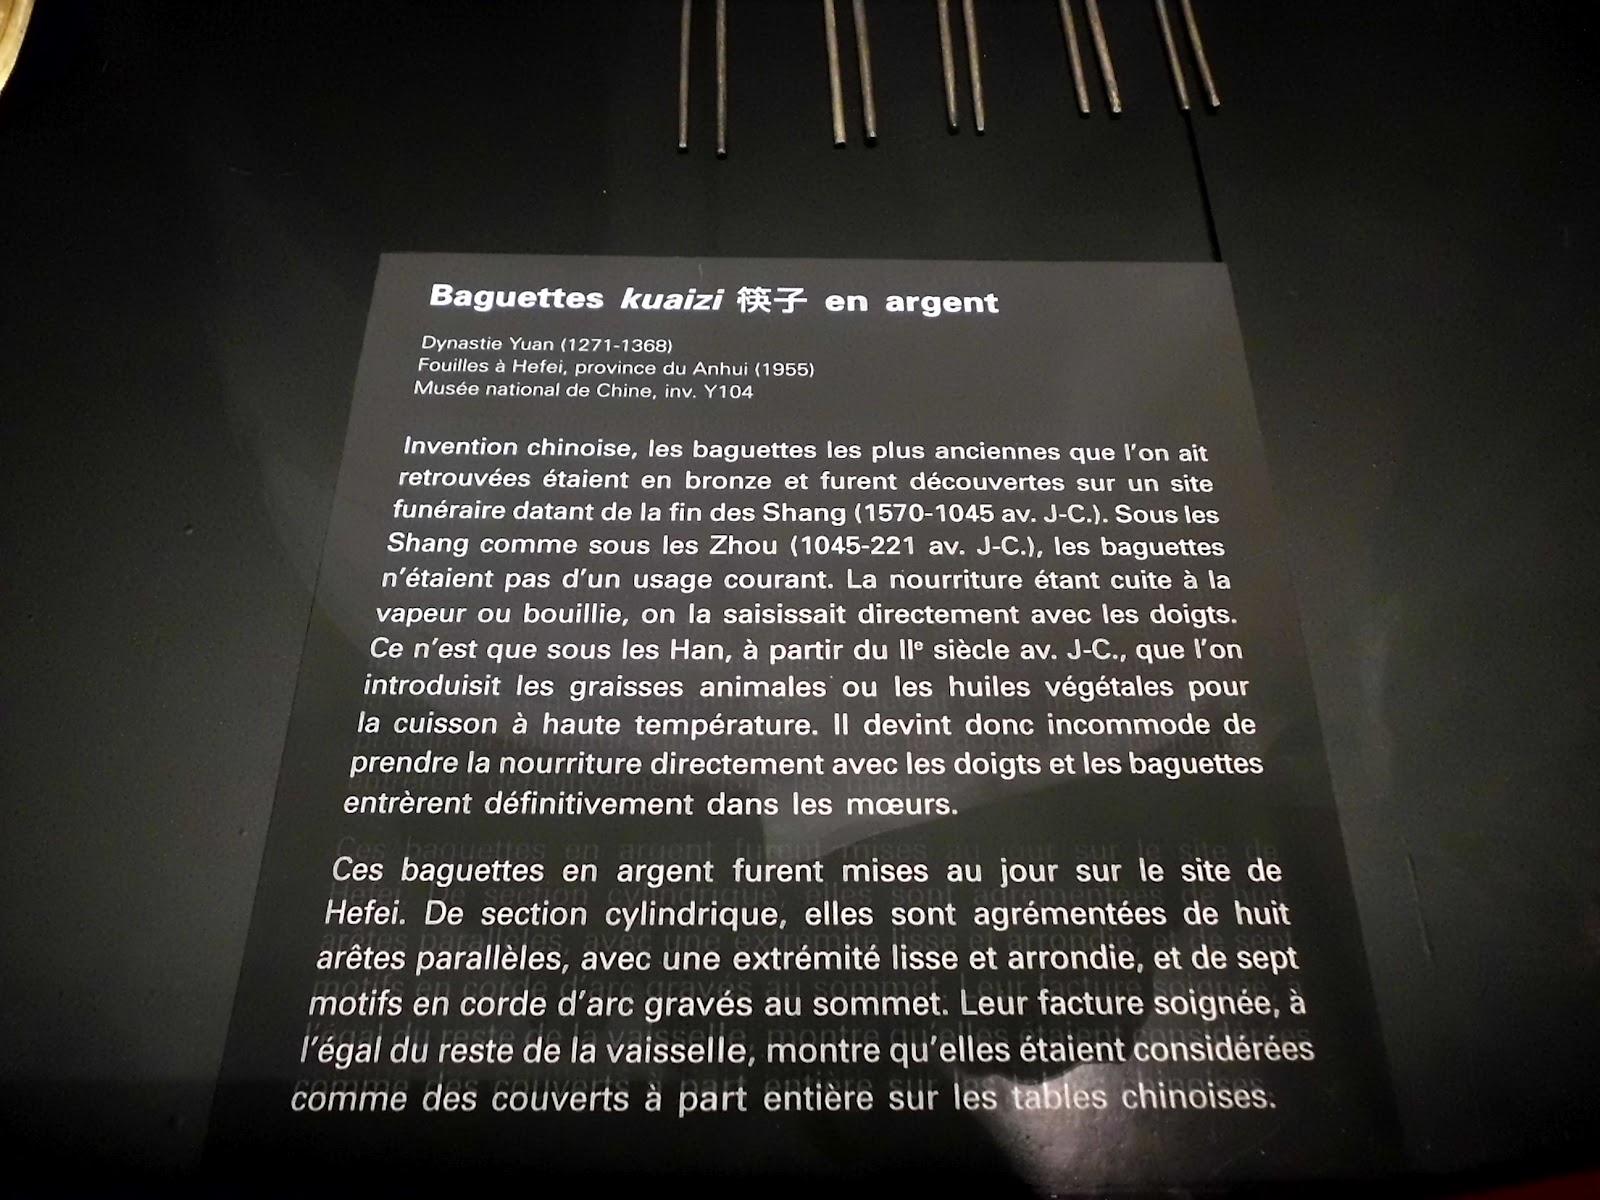 Baguettes kuaizi 筷子 en argent
Dynastie Yuan (1271-1368)
Fouilles à Hefei, province du Anhui (1955)
Musée national de Chine, inv. Y104
Invention chinoise, les baguettes les plus anciennes que l'on ait
retrouvées étaient en bronze et furent découvertes sur un site
funéraire datant de la fin des Shang (1570-1045 av. J-C.). Sous les
Shang comme sous les Zhou (1045-221 av. J-C.), les baguettes
n'étaient pas d'un usage courant. La nourriture étant cuite à la
vapeur ou bouillie, on la saisissait directement avec les doigts.
Ce n'est que sous les Han, à partir du IIe siècle av. J-C., que l'on
introduisit les graisses animales ou les huiles végétales pour
la cuisson à haute température. Il devint donc incommode de
prendre la nourriture directement avec les doigts et les baguettes
entrèrent définitivement dans les mœurs.
Ces baguettes en argent furent mises au jour sur le site de
Hefei. De section cylindrique, elles sont agrémentées de huit
arêtes parallèles, avec une extrémité lisse et arrondie, et de sept
motifs en corde d'arc gravés au sommet. Leur facture soignée, à
l'égal du reste de la vaisselle, montre qu'elles étaient considérées
comme des couverts à part entière sur les tables chinoises.